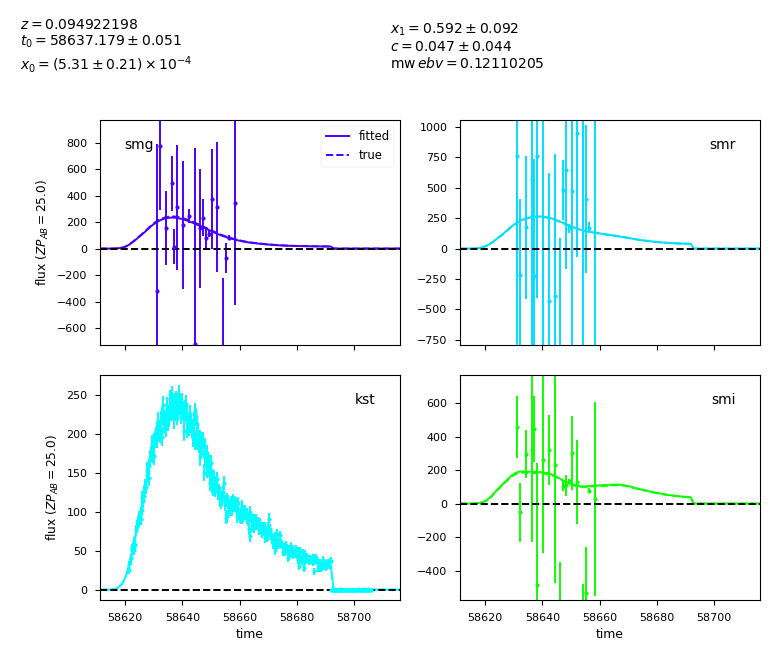 z = 0.094922198
t₀ = 58637.179 ± 0.051
x₀ = (5.31 ± 0.21) × 10⁻⁴
x₁ = 0.592 ± 0.092
c = 0.047 ± 0.044
mw ebv = 0.12110205
smg
fitted
true
800
600
400
200
0
−200
−400
−600
flux (ZP_AB = 25.0)
smr
1000
750
500
250
0
−250
−500
−750
kst
250
200
150
100
50
0
flux (ZP_AB = 25.0)
58620 58640 58660 58680 58700
time
smi
600
400
200
0
−200
−400
58620 58640 58660 58680 58700
time